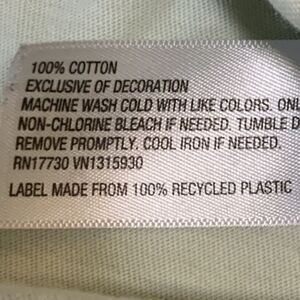 100% COTTON
EXCLUSIVE OF DECORATION
MACHINE WASH COLD WITH LIKE COLORS. ONL
NON-CHLORINE BLEACH IF NEEDED. TUMBLE D
REMOVE PROMPTLY. COOL IRON IF NEEDED.
RN17730 VN1315930
LABEL MADE FROM 100% RECYCLED PLASTIC